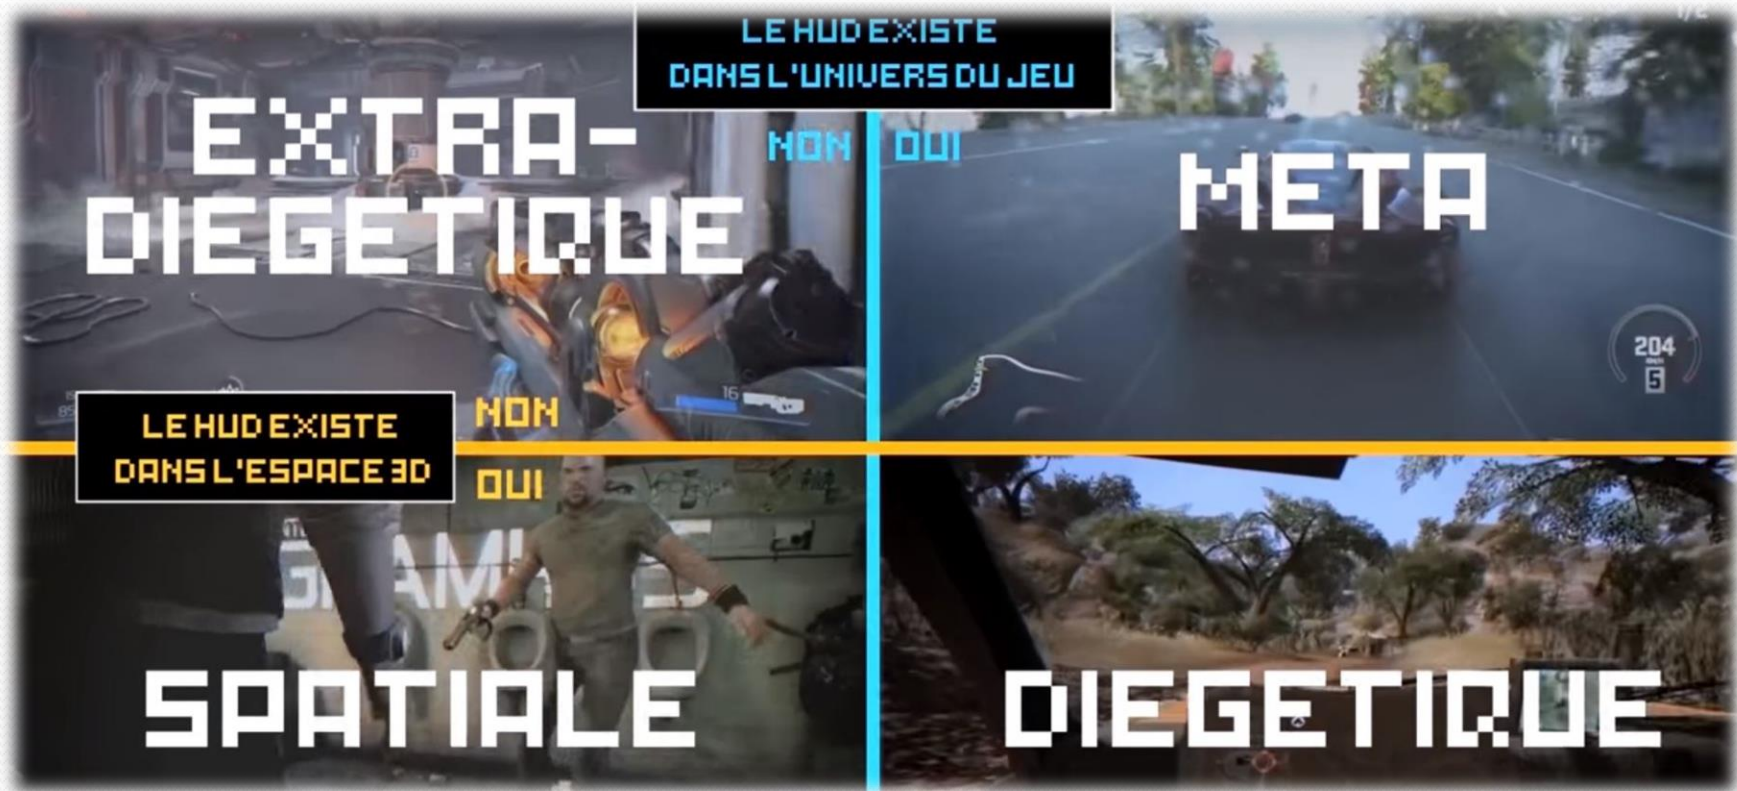 LE HUD EXISTE
DANS L'UNIVERS DU JEU
NON OUI
EXTRA-
DIEGETIQUE
META
204
5
16
LE HUD EXISTE
DANS L'ESPACE 3D
NON
OUI
SPATIALE
DIEGETIQUE